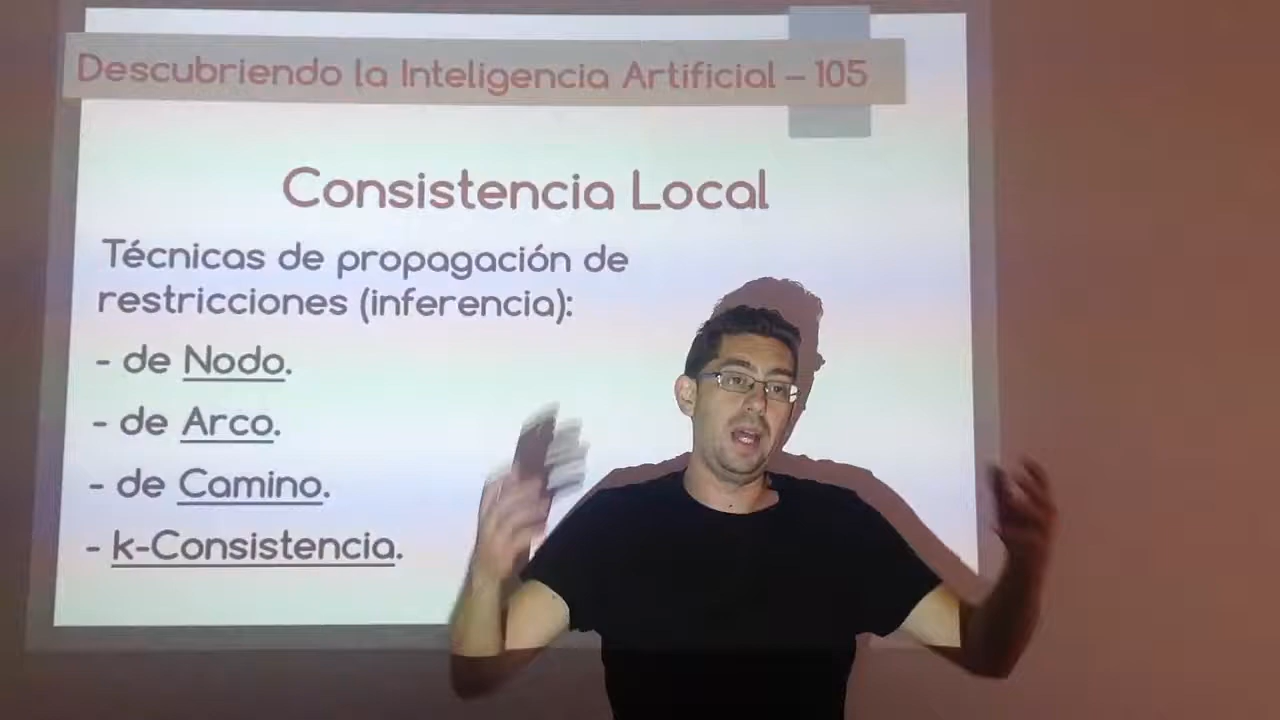 Descubriendo la Inteligencia Artificial – 105
Consistencia Local
Técnicas de propagación de
restricciones (inferencia):
- de Nodo.
- de Arco.
- de Camino.
- k-Consistencia.